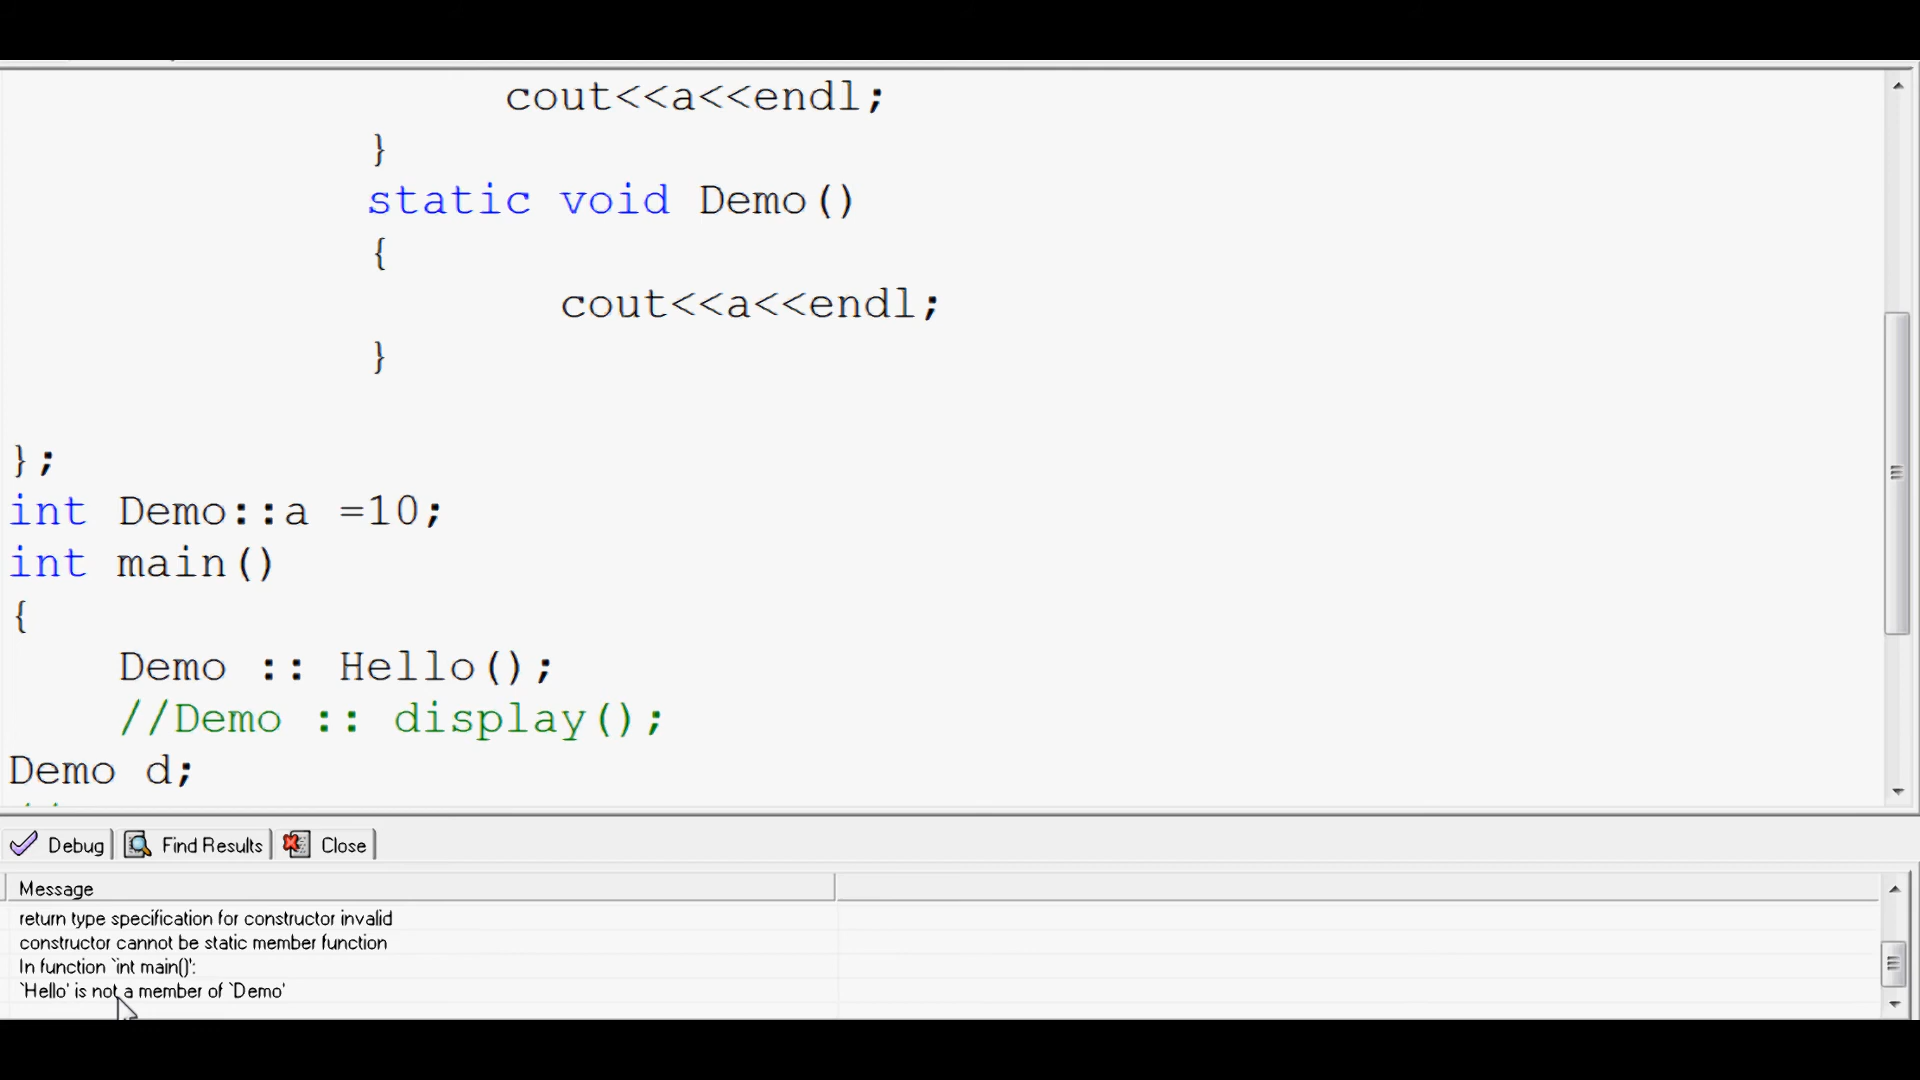 cout<<a<<endl;
}
static void Demo()
{
cout<<a<<endl;
}
};
int Demo::a =10;
int main()
{
Demo :: Hello();
//Demo :: display();
Demo d;
Debug Find Results Close
Message
return type specification for constructor invalid
constructor cannot be static member function
In function `int main()':
`Hello' is not a member of `Demo'